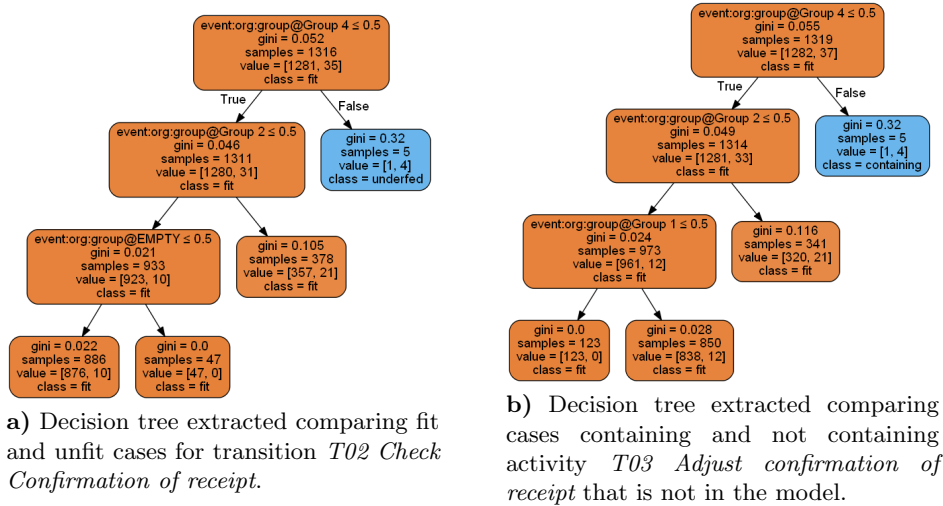 event:org:group@Group 4 ≤ 0.5
gini = 0.052
samples = 1316
value = [1281, 35]
class = fit
True
False
event:org:group@Group 2 ≤ 0.5
gini = 0.046
samples = 1311
value = [1280, 31]
class = fit
gini = 0.32
samples = 5
value = [1, 4]
class = underfed
event:org:group@EMPTY ≤ 0.5
gini = 0.021
samples = 933
value = [923, 10]
class = fit
gini = 0.105
samples = 378
value = [357, 21]
class = fit
gini = 0.022
samples = 886
value = [876, 10]
class = fit
gini = 0.0
samples = 47
value = [47, 0]
class = fit
a) Decision tree extracted comparing fit
and unfit cases for transition T02 Check
Confirmation of receipt.
event:org:group@Group 4 ≤ 0.5
gini = 0.055
samples = 1319
value = [1282, 37]
class = fit
True
False
event:org:group@Group 2 ≤ 0.5
gini = 0.049
samples = 1314
value = [1281, 33]
class = fit
gini = 0.32
samples = 5
value = [1, 4]
class = containing
event:org:group@Group 1 ≤ 0.5
gini = 0.024
samples = 973
value = [961, 12]
class = fit
gini = 0.116
samples = 341
value = [320, 21]
class = fit
gini = 0.0
samples = 123
value = [123, 0]
class = fit
gini = 0.028
samples = 850
value = [838, 12]
class = fit
b) Decision tree extracted comparing
cases containing and not containing
activity T03 Adjust confirmation of
receipt that is not in the model.